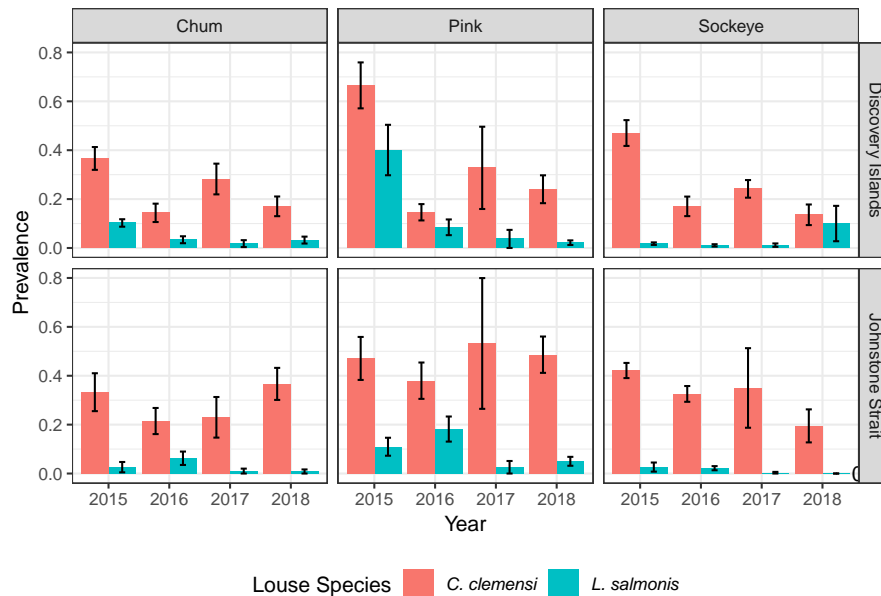 Chum Pink Sockeye
0.8
0.6
0.4
0.2
0.0
Discovery Islands
Prevalence
0.8
0.6
0.4
0.2
0.0
Johnstone Strait
2015 2016 2017 2018 2015 2016 2017 2018 2015 2016 2017 2018
Year
Louse Species C. clemensi L. salmonis